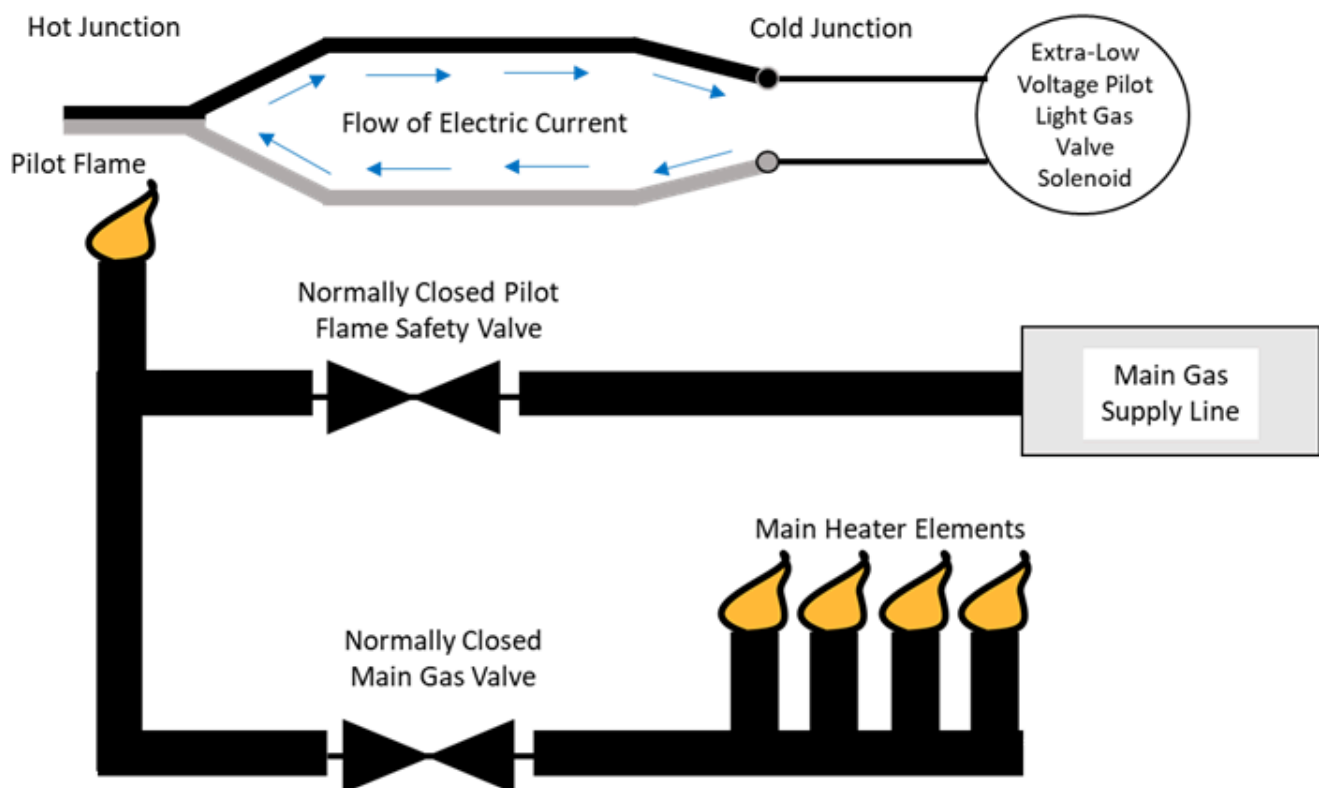 Hot Junction
Cold Junction
Extra-Low
Voltage Pilot
Light Gas
Valve
Solenoid
Flow of Electric Current
Pilot Flame
Normally Closed Pilot
Flame Safety Valve
Main Gas
Supply Line
Main Heater Elements
Normally Closed
Main Gas Valve